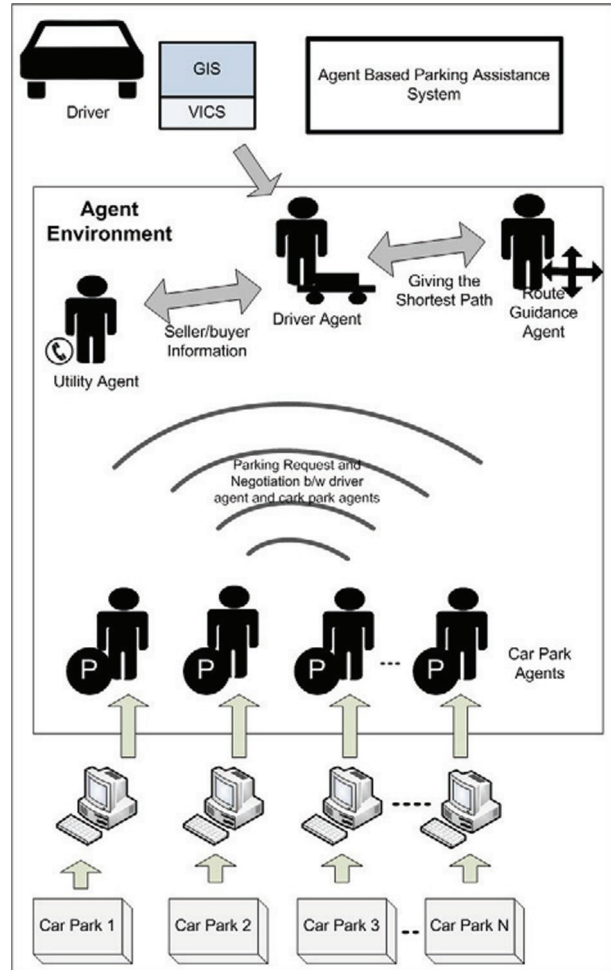 GIS
VICS
Driver
Agent Based Parking Assistance
System
Agent
Environment
Driver Agent
Giving the
Shortest Path
Route
Guidance
Agent
Seller/buyer
Information
Utility Agent
Parking Request and
Negotiation b/w driver
agent and cark park agents
P
P
P
...
P
Car Park
Agents
Car Park 1
Car Park 2
Car Park 3
Car Park N